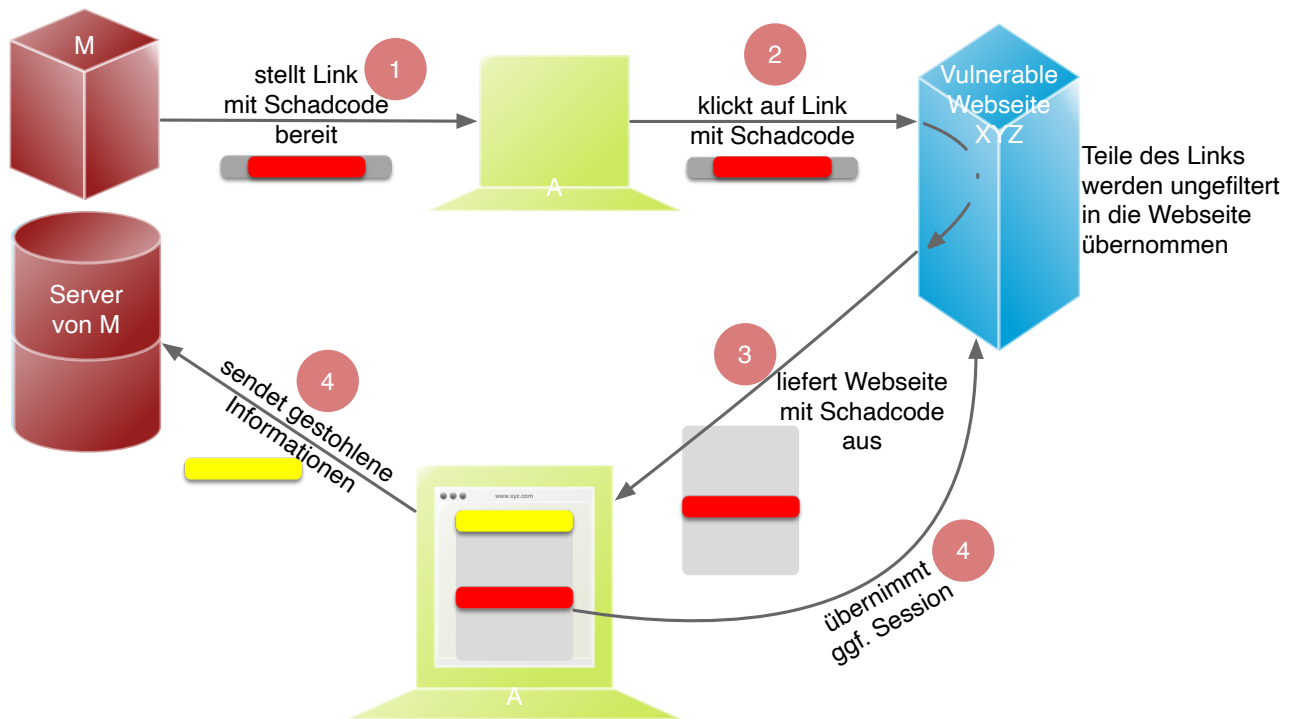 M
1
stellt Link
mit Schadcode
bereit
A
2
klickt auf Link
mit Schadcode
Vulnerable
Webseite
XYZ
Teile des Links
werden ungefiltert
in die Webseite
übernommen
Server
von M
4
sendet gestohlene
Informationen
3
liefert Webseite
mit Schadcode
aus
www.xyz.com
A
4
übernimmt
ggf. Session